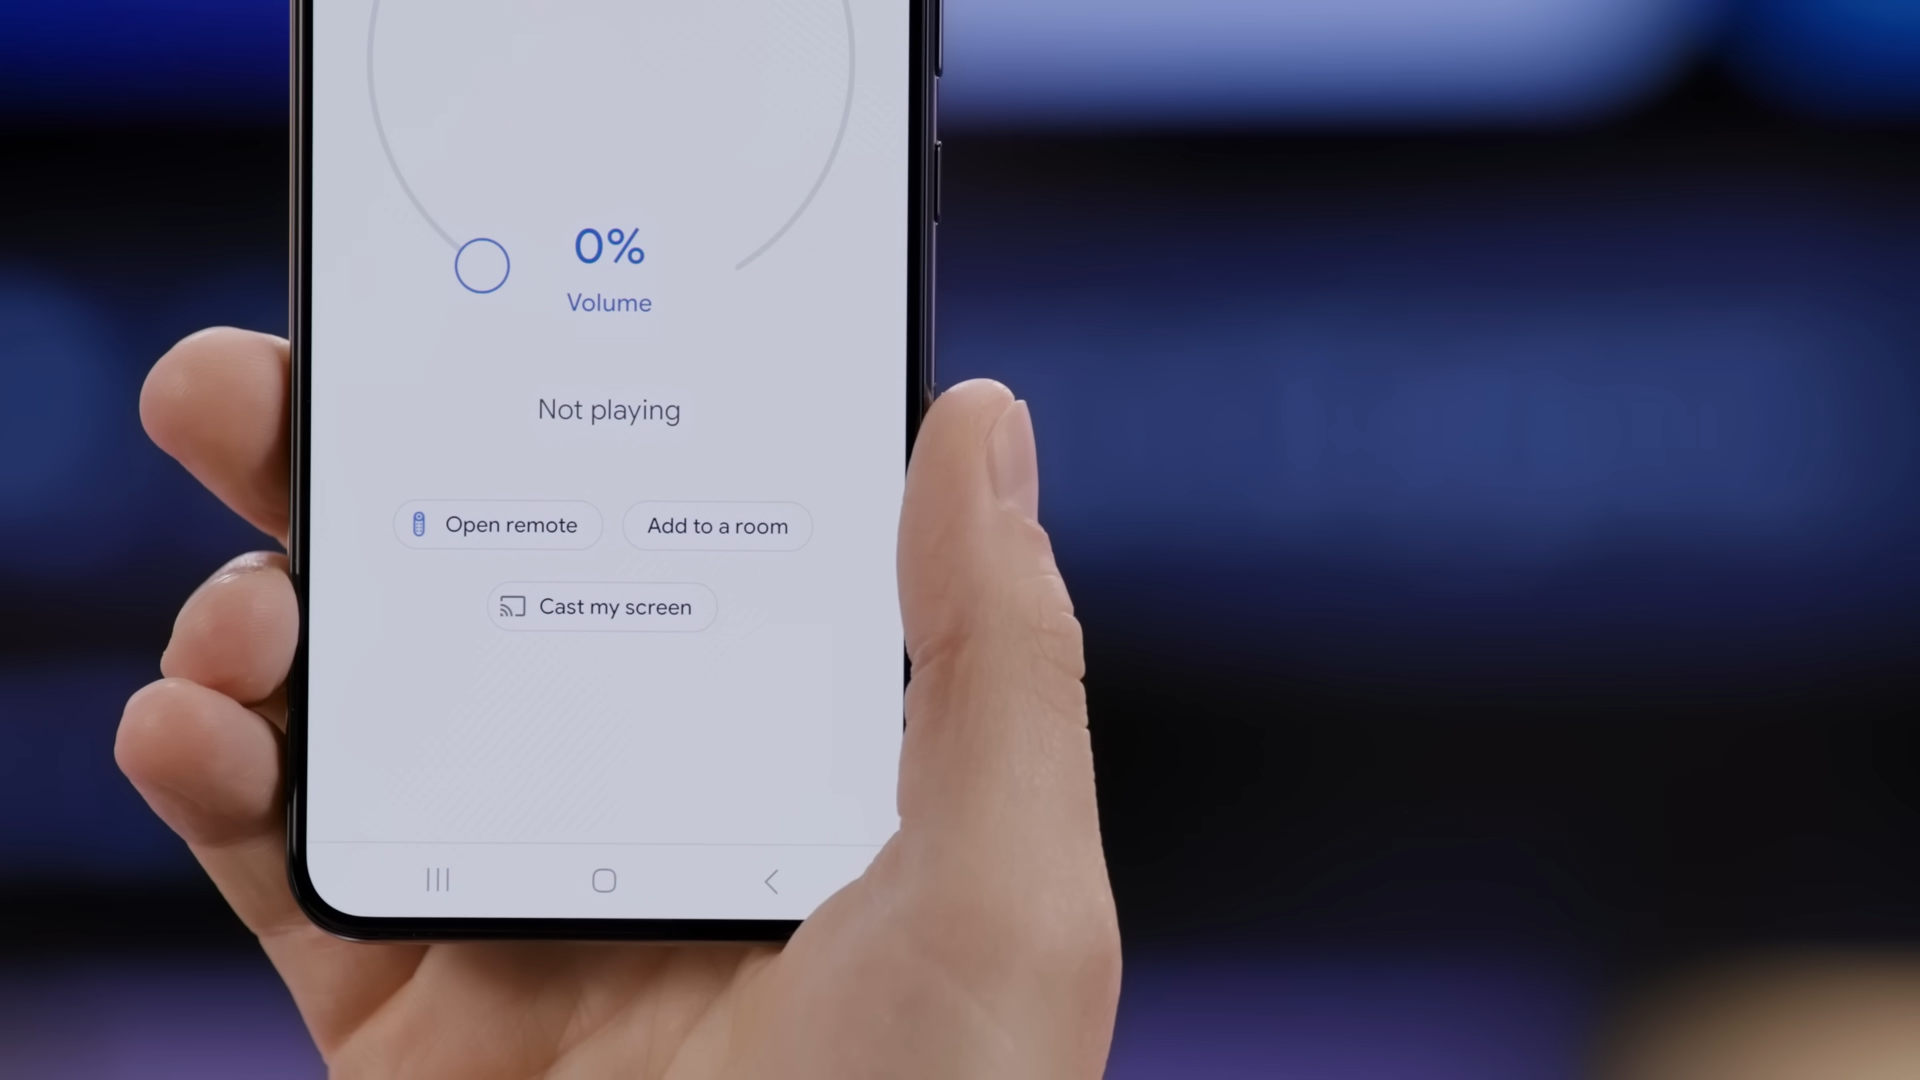 0%
Volume
Not playing
Open remote
Add to a room
Cast my screen